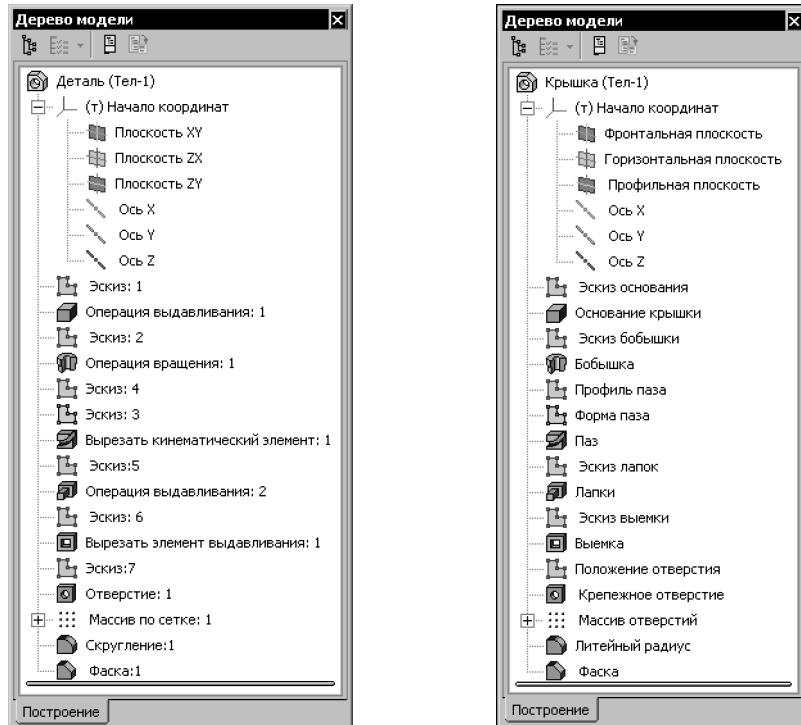 Дерево модели
Деталь (Тел-1)
(т) Начало координат
Плоскость XY
Плоскость ZX
Плоскость ZY
Ось X
Ось Y
Ось Z
Эскиз: 1
Операция выдавливания: 1
Эскиз: 2
Операция вращения: 1
Эскиз: 4
Эскиз: 3
Вырезать кинематический элемент: 1
Эскиз:5
Операция выдавливания: 2
Эскиз: 6
Вырезать элемент выдавливания: 1
Эскиз:7
Отверстие: 1
Массив по сетке: 1
Скругление:1
Фаска:1
Построение
Дерево модели
Крышка (Тел-1)
(т) Начало координат
Фронтальная плоскость
Горизонтальная плоскость
Профильная плоскость
Ось X
Ось Y
Ось Z
Эскиз основания
Основание крышки
Эскиз бобышки
Бобышка
Профиль паза
Форма паза
Паз
Эскиз лапок
Лапки
Эскиз выемки
Выемка
Положение отверстия
Крепежное отверстие
Массив отверстий
Литейный радиус
Фаска
Построение